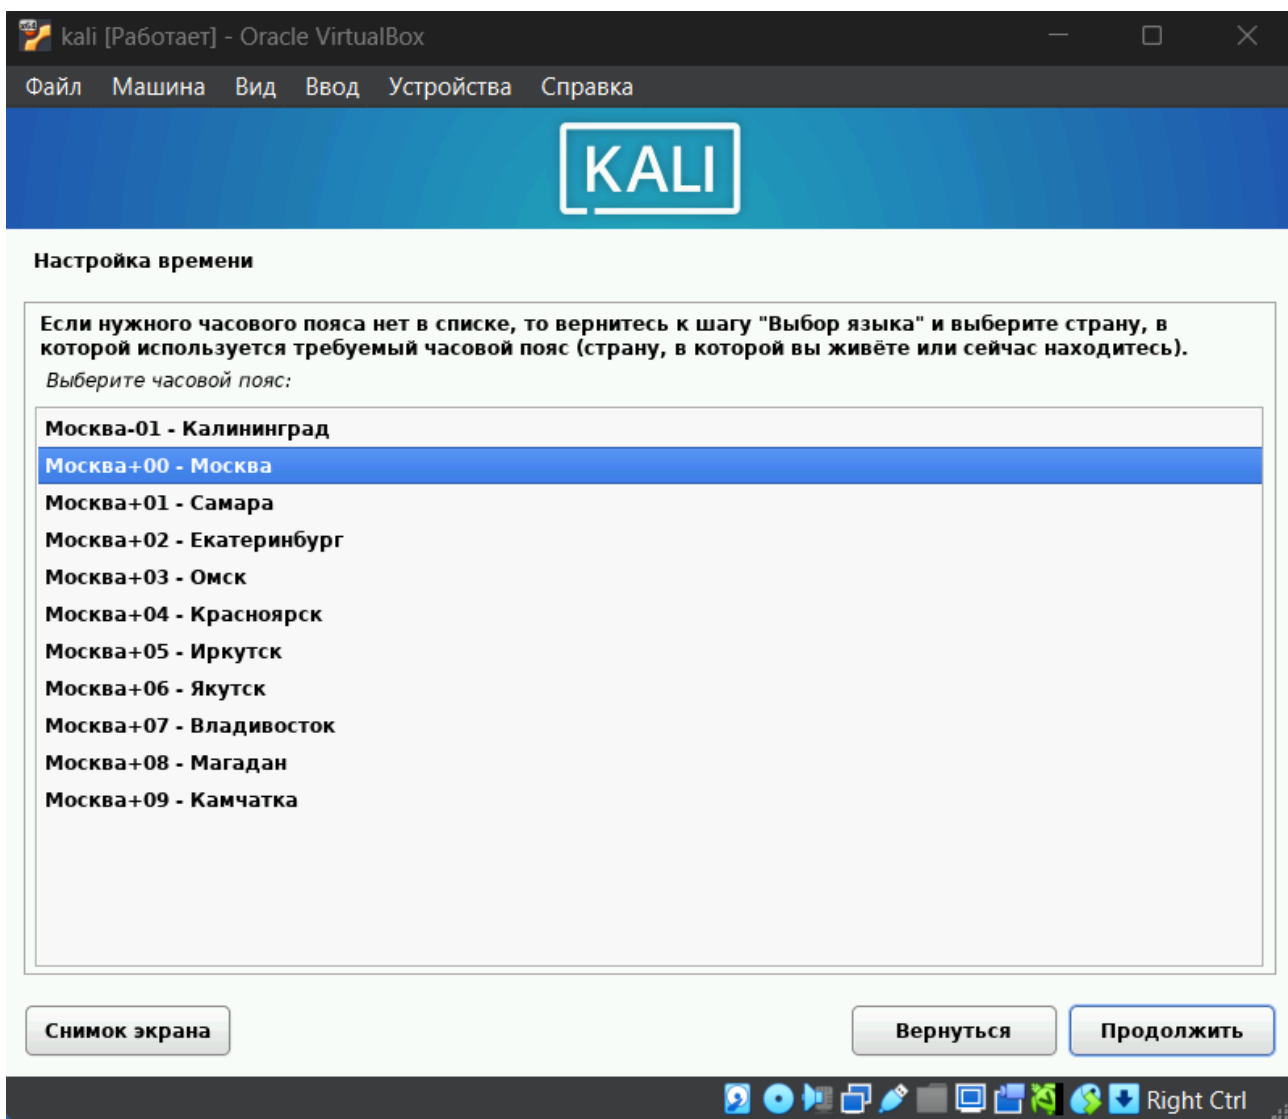 kali [Работает] - Oracle VirtualBox
Файл Машина Вид Ввод Устройства Справка
KALI
Настройка времени
Если нужного часового пояса нет в списке, то вернитесь к шагу "Выбор языка" и выберите страну, в
которой используется требуемый часовой пояс (страну, в которой вы живёте или сейчас находитесь).
Выберите часовой пояс:
Москва-01 - Калининград
Москва+00 - Москва
Москва+01 - Самара
Москва+02 - Екатеринбург
Москва+03 - Омск
Москва+04 - Красноярск
Москва+05 - Иркутск
Москва+06 - Якутск
Москва+07 - Владивосток
Москва+08 - Магадан
Москва+09 - Камчатка
Снимок экрана Вернуться Продолжить
Right Ctrl